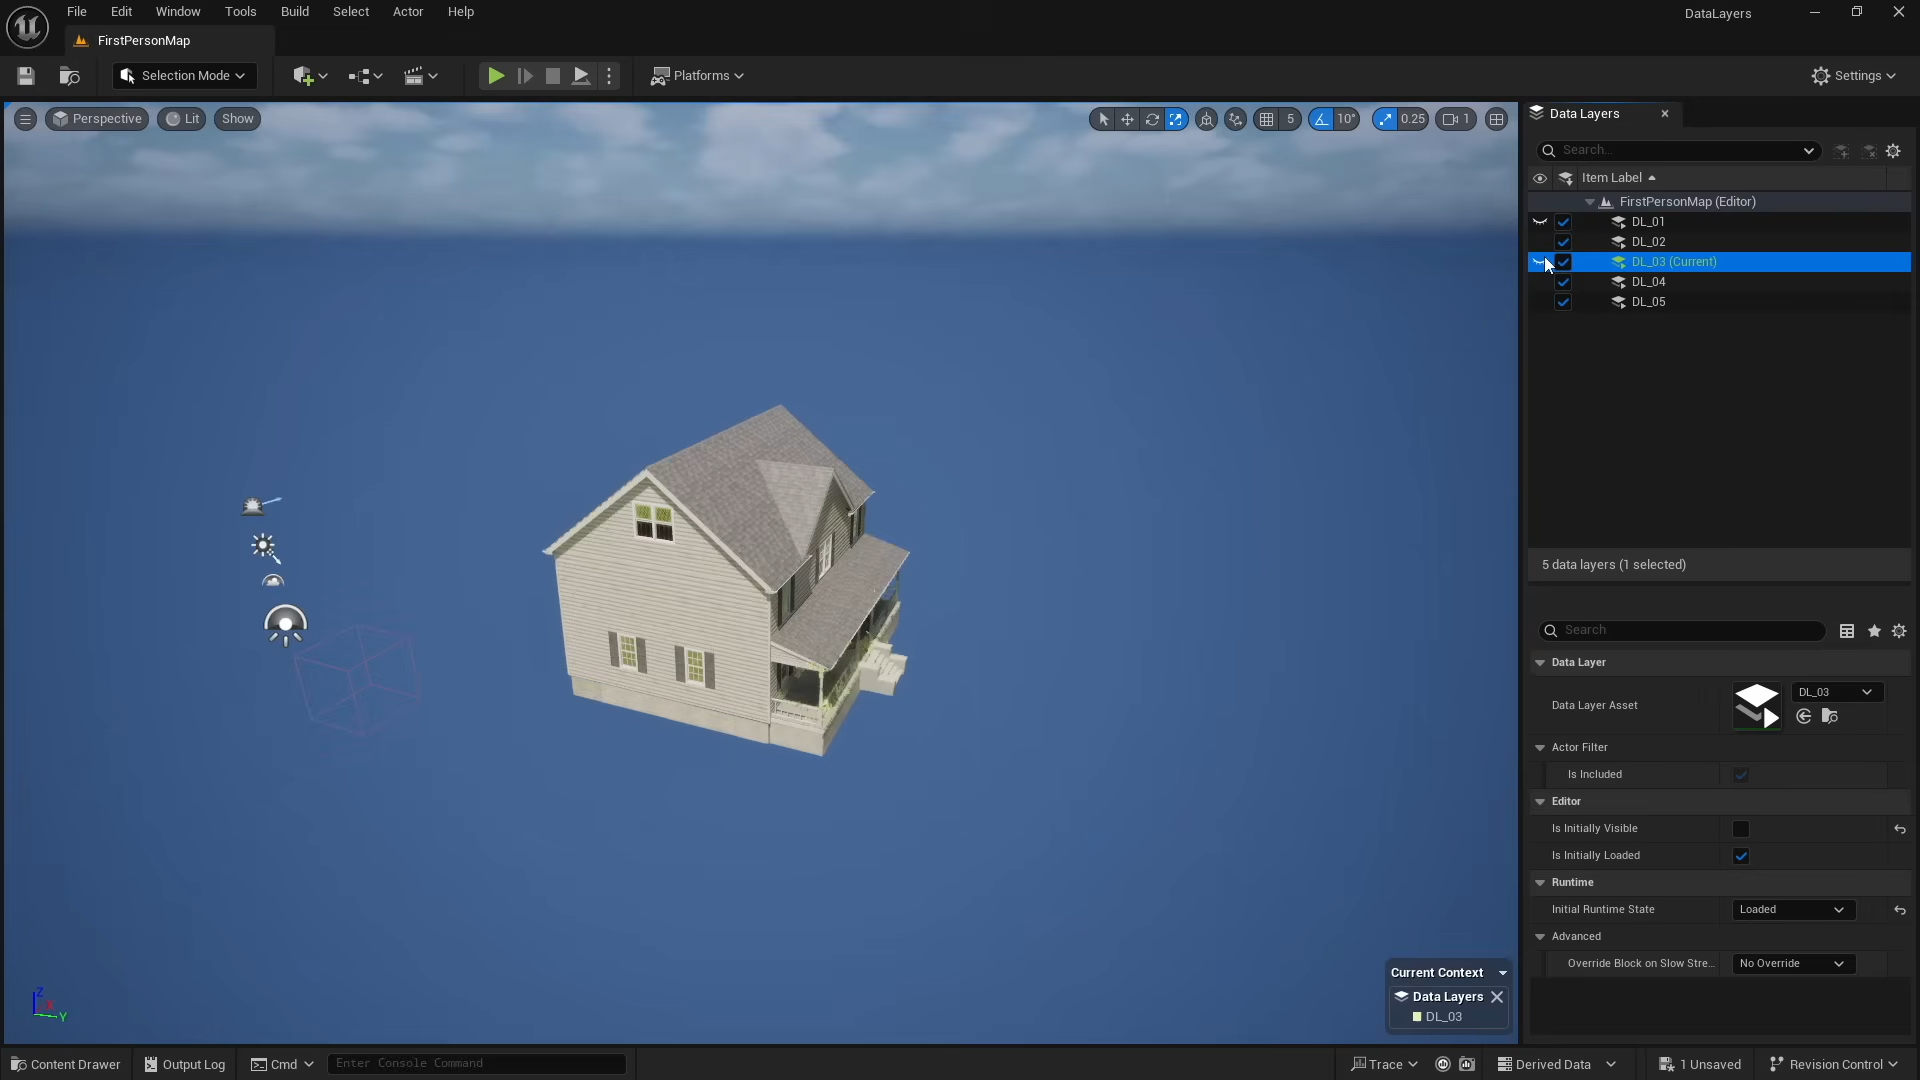 File Edit Window Tools Build Select Actor Help
DataLayers
FirstPersonMap
Selection Mode
Platforms
Settings
Perspective Lit Show
5 10° 0.25 1
Data Layers
Search...
Item Label
FirstPersonMap (Editor)
DL_01
DL_02
DL_03 (Current)
DL_04
DL_05
5 data layers (1 selected)
Search
Data Layer
Data Layer Asset
DL_03
Actor Filter
Is Included
Editor
Is Initially Visible
Is Initially Loaded
Runtime
Initial Runtime State Loaded
Advanced
Override Block on Slow Stre... No Override
Current Context
Data Layers
DL_03
Z
X
Y
Content Drawer Output Log Cmd Enter Console Command Trace Derived Data 1 Unsaved Revision Control